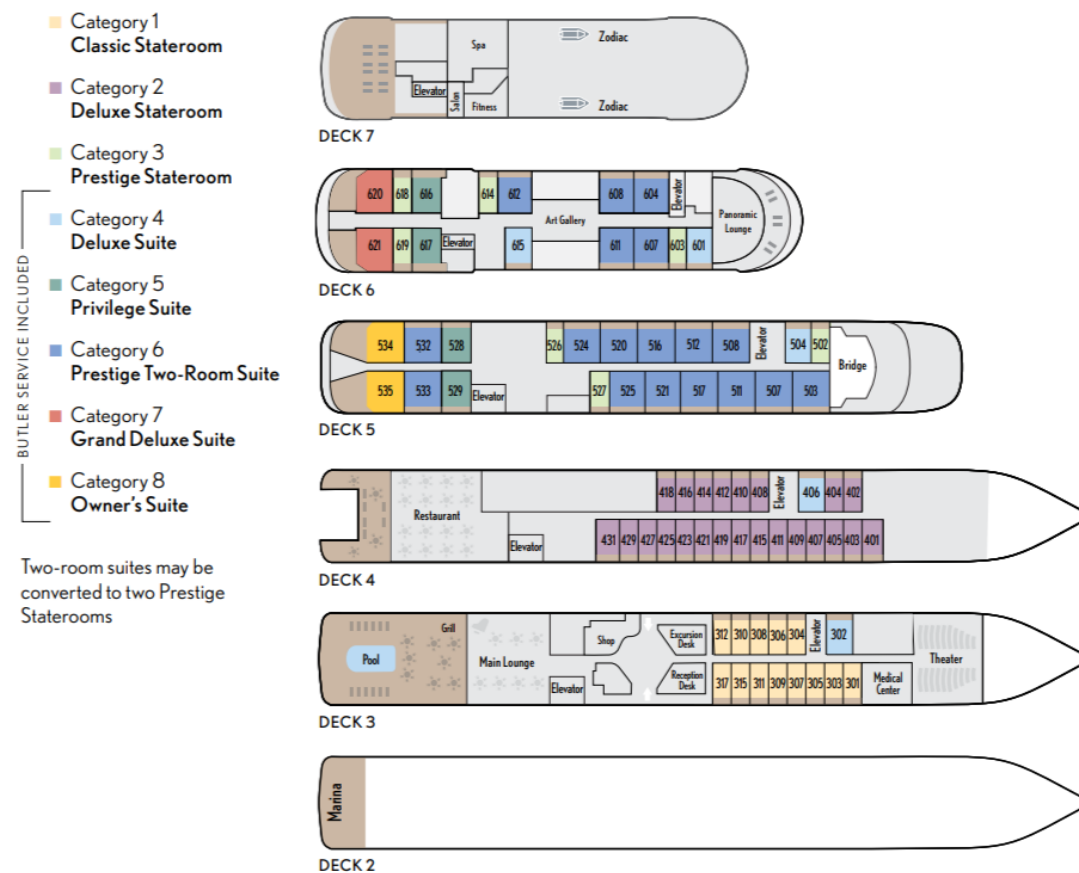 Category 1
Classic Stateroom
Category 2
Deluxe Stateroom
Category 3
Prestige Stateroom
BUTLER SERVICE INCLUDED
Category 4
Deluxe Suite
Category 5
Privilege Suite
Category 6
Prestige Two-Room Suite
Category 7
Grand Deluxe Suite
Category 8
Owner's Suite
Two-room suites may be
converted to two Prestige
Staterooms
Spa
Zodiac
Elevator
Salon
Fitness
Zodiac
DECK 7
620 618 616 614 612 608 604 Elevator
Art Gallery
Panoramic
Lounge
621 619 617 Elevator 615 611 607 603 601
DECK 6
534 532 528 526 524 520 516 512 508 Elevator 504 502
Bridge
535 533 529 Elevator 527 525 521 517 511 507 503
DECK 5
418 416 414 412 410 408 Elevator 406 404 402
Restaurant
Elevator
431 429 427 425 423 421 419 417 415 411 409 407 405 403 401
DECK 4
Grill
Pool
Main Lounge
Shop
Excursion
Desk
312 310 308 306 304 Elevator 302
Theater
Elevator
Reception
Desk
317 315 311 309 307 305 303 301
Medical
Center
DECK 3
Marina
DECK 2